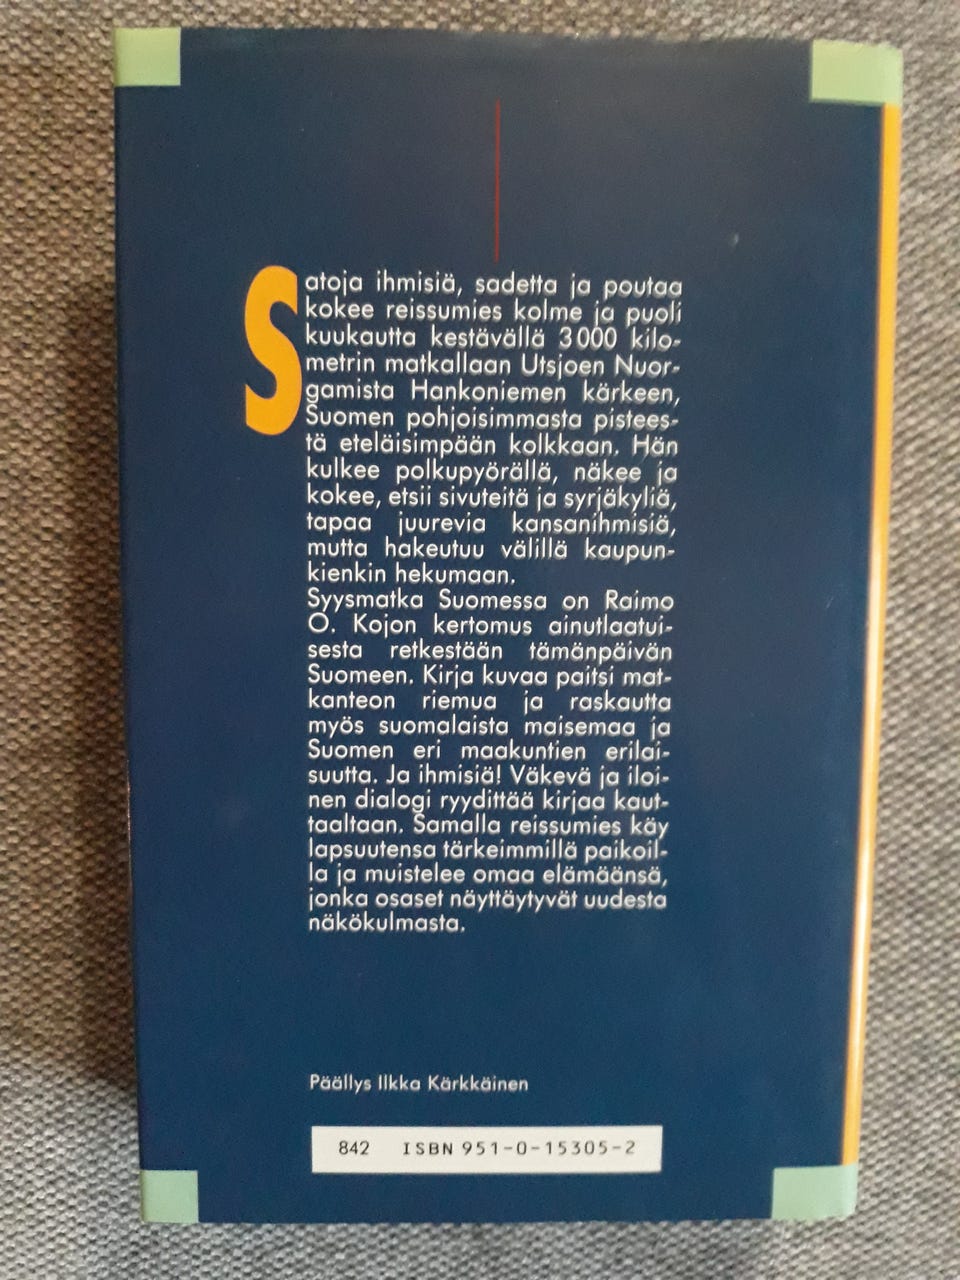 Satoja ihmisiä, sadetta ja poutaa
kokee reissumies kolme ja puoli
kuukautta kestävällä 3000 kilo-
metrin matkallaan Utsjoen Nuor-
gamista Hankoniemen kärkeen,
Suomen pohjoisimmasta pistees-
tä eteläisimpään kolkkaan. Hän
kulkee polkupyörällä, näkee ja
kokee, etsii sivuteitä ja syrjäkyliä,
tapaa juurevia kansanihmisiä,
mutta hakeutuu välillä kaupun-
kienkin hekumaan.
Syysmatka Suomessa on Raimo
O. Kojon kertomus ainutlaatui-
sesta retkestään tämänpäivän
Suomeen. Kirja kuvaa paitsi mat-
kanteon riemua ja raskautta
myös suomalaista maisemaa ja
Suomen eri maakuntien erilai-
suutta. Ja ihmisiä! Väkevä ja iloi-
nen dialogi ryydittää kirjaa kaut-
taaltaan. Samalla reissumies käy
lapsuutensa tärkeimmillä paikoil-
la ja muistelee omaa elämäänsä,
jonka osaset näyttäytyvät uudesta
näkökulmasta.
Päällys Ilkka Kärkkäinen
842 ISBN 951-0-15305-2